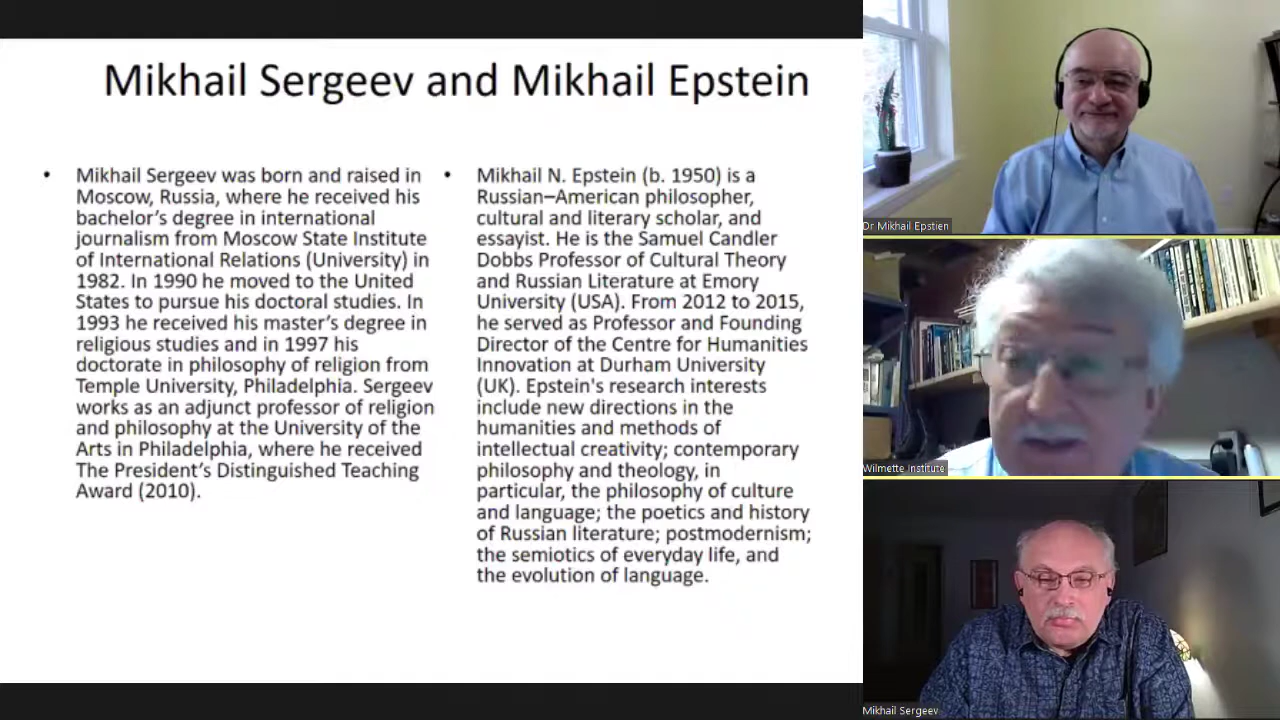 Mikhail Sergeev and Mikhail Epstein
• Mikhail Sergeev was born and raised in
Moscow, Russia, where he received his
bachelor’s degree in international
journalism from Moscow State Institute
of International Relations (University) in
1982. In 1990 he moved to the United
States to pursue his doctoral studies. In
1993 he received his master’s degree in
religious studies and in 1997 his
doctorate in philosophy of religion from
Temple University, Philadelphia. Sergeev
works as an adjunct professor of religion
and philosophy at the University of the
Arts in Philadelphia, where he received
The President’s Distinguished Teaching
Award (2010).
• Mikhail N. Epstein (b. 1950) is a
Russian–American philosopher,
cultural and literary scholar, and
essayist. He is the Samuel Candler
Dobbs Professor of Cultural Theory
and Russian Literature at Emory
University (USA). From 2012 to 2015,
he served as Professor and Founding
Director of the Centre for Humanities
Innovation at Durham University
(UK). Epstein's research interests
include new directions in the
humanities and methods of
intellectual creativity; contemporary
philosophy and theology, in
particular, the philosophy of culture
and language; the poetics and history
of Russian literature; postmodernism;
the semiotics of everyday life, and
the evolution of language.
Dr Mikhail Epstien
Wilmette Institute
Mikhail Sergeev